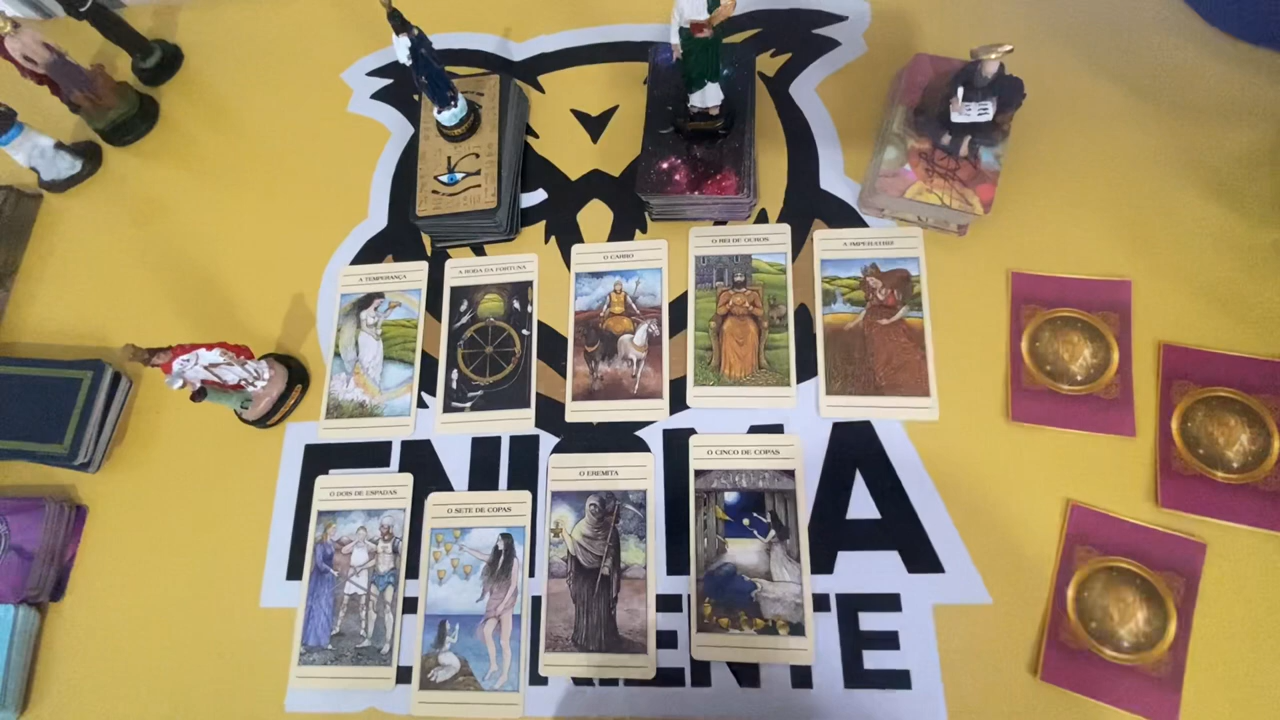 A TEMPERANÇA
A RODA DA FORTUNA
O CARRO
O REI DE OUROS
A IMPERATRIZ
O DOIS DE ESPADAS
O SETE DE COPAS
O EREMITA
O CINCO DE COPAS